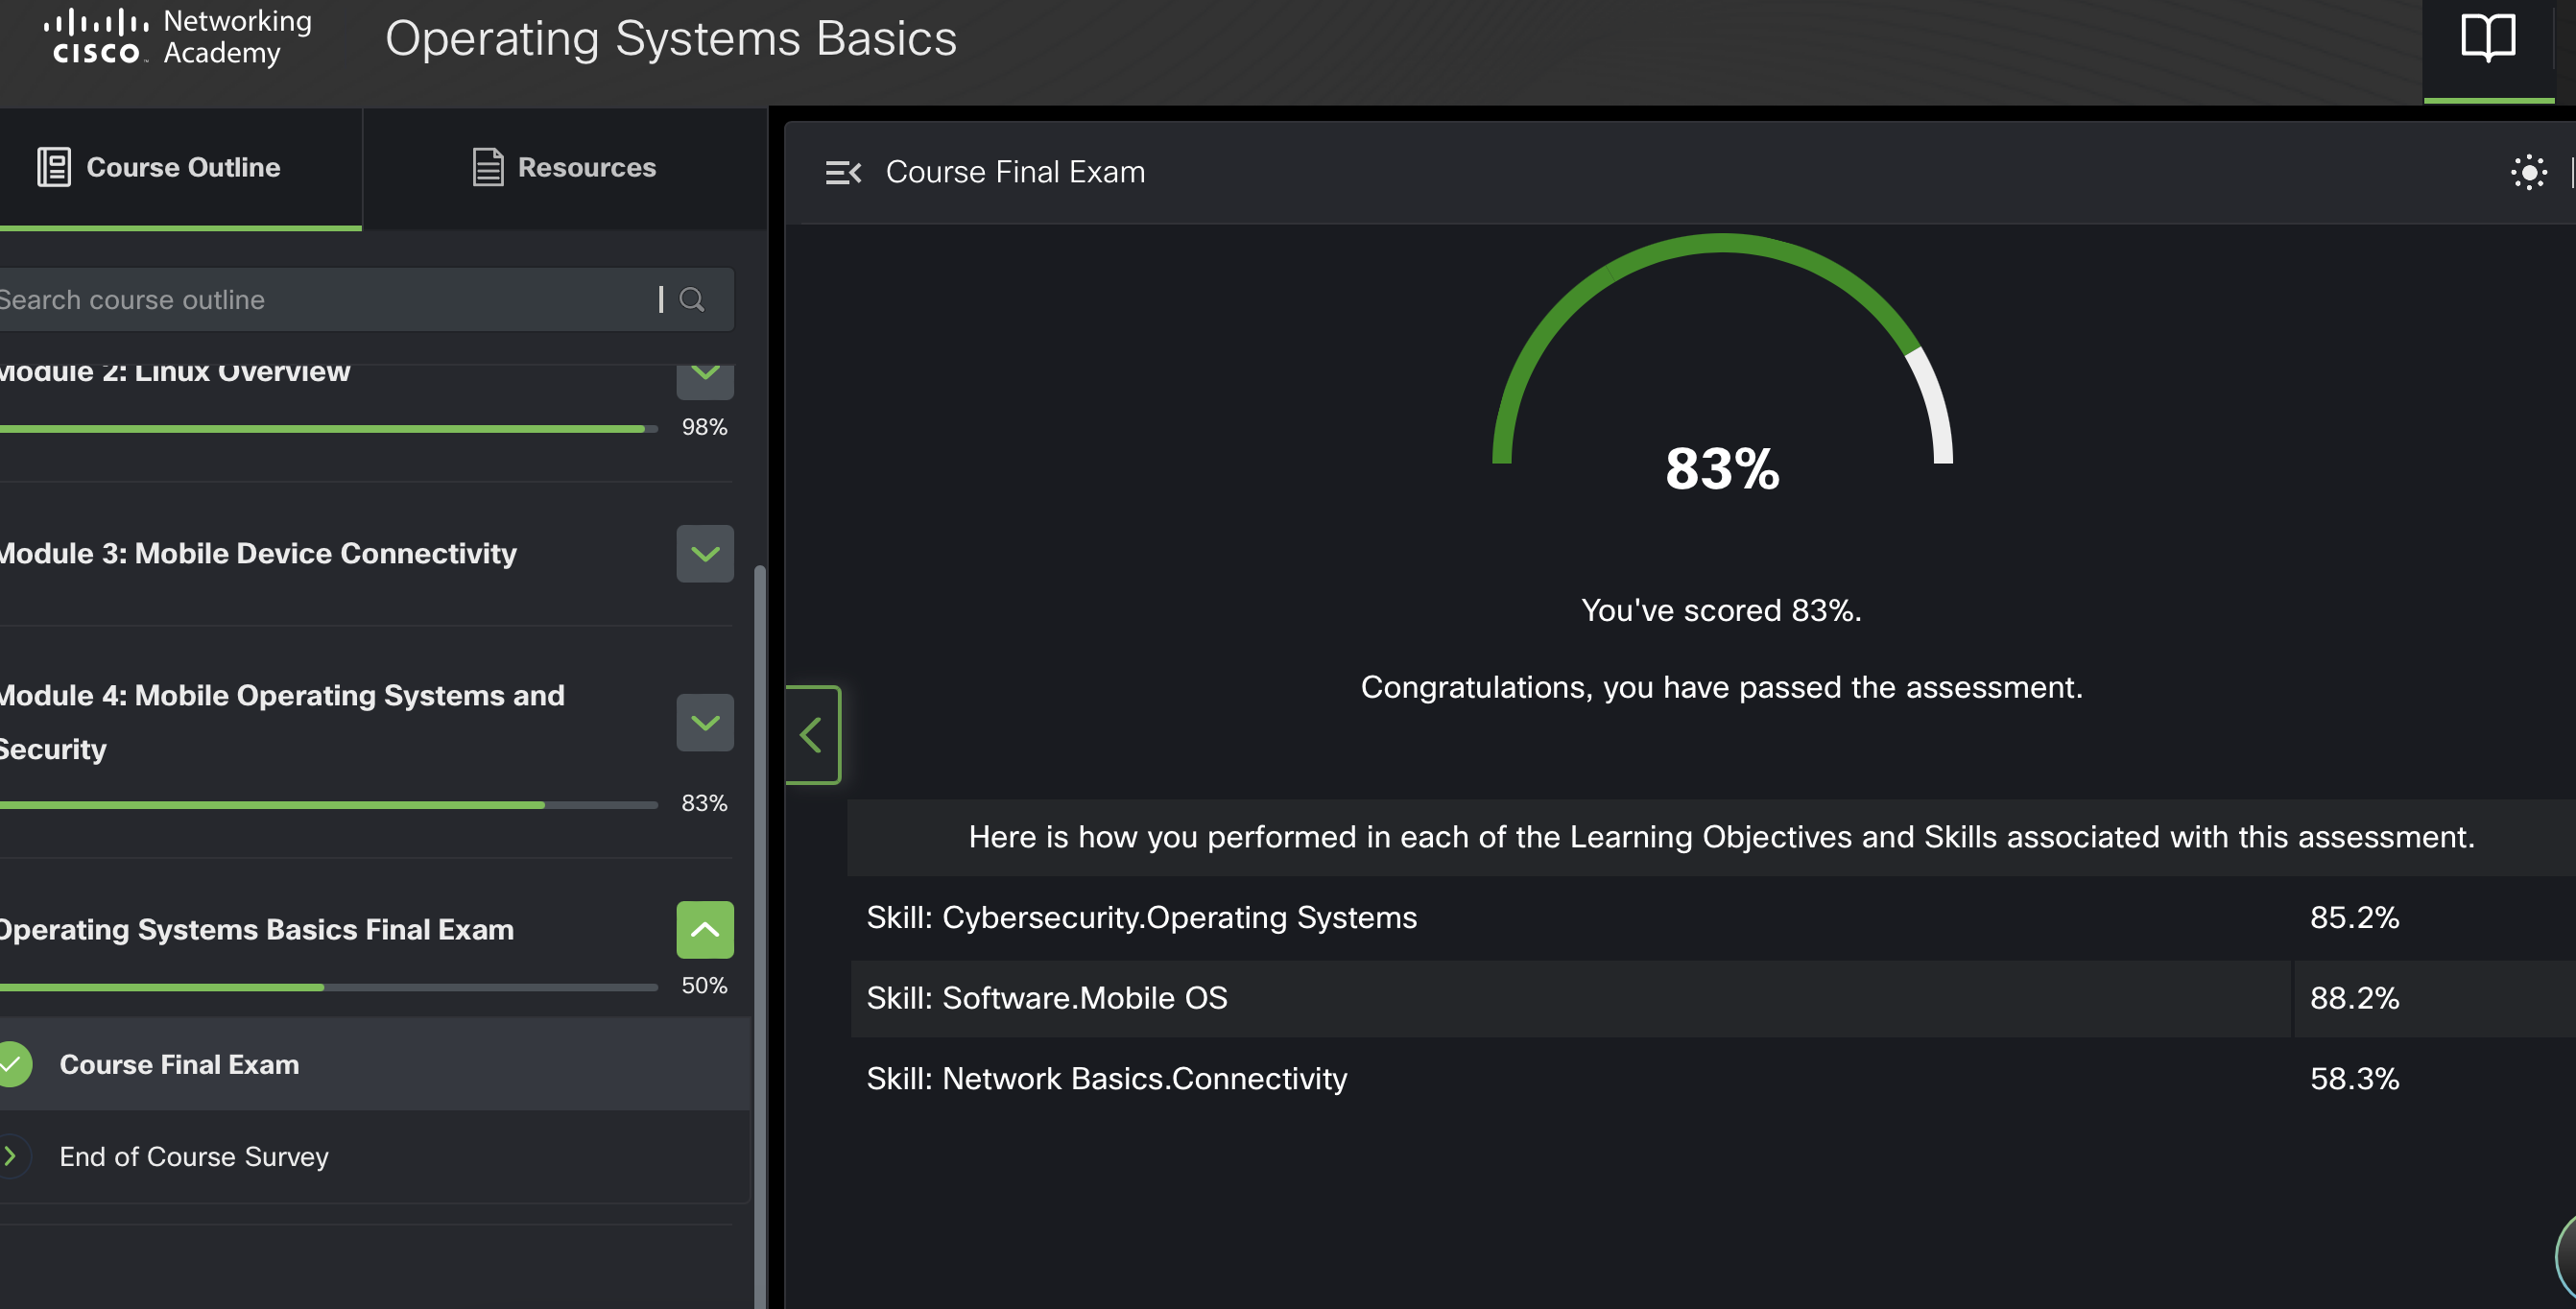 Networking
CISCO Academy
Operating Systems Basics
Course Outline
Resources
Course Final Exam
Search course outline
Module 2: Linux Overview
98%
Module 3: Mobile Device Connectivity
Module 4: Mobile Operating Systems and
Security
83%
Operating Systems Basics Final Exam
50%
Course Final Exam
End of Course Survey
83%
You've scored 83%.
Congratulations, you have passed the assessment.
Here is how you performed in each of the Learning Objectives and Skills associated with this assessment.
Skill: Cybersecurity.Operating Systems 85.2%
Skill: Software.Mobile OS 88.2%
Skill: Network Basics.Connectivity 58.3%